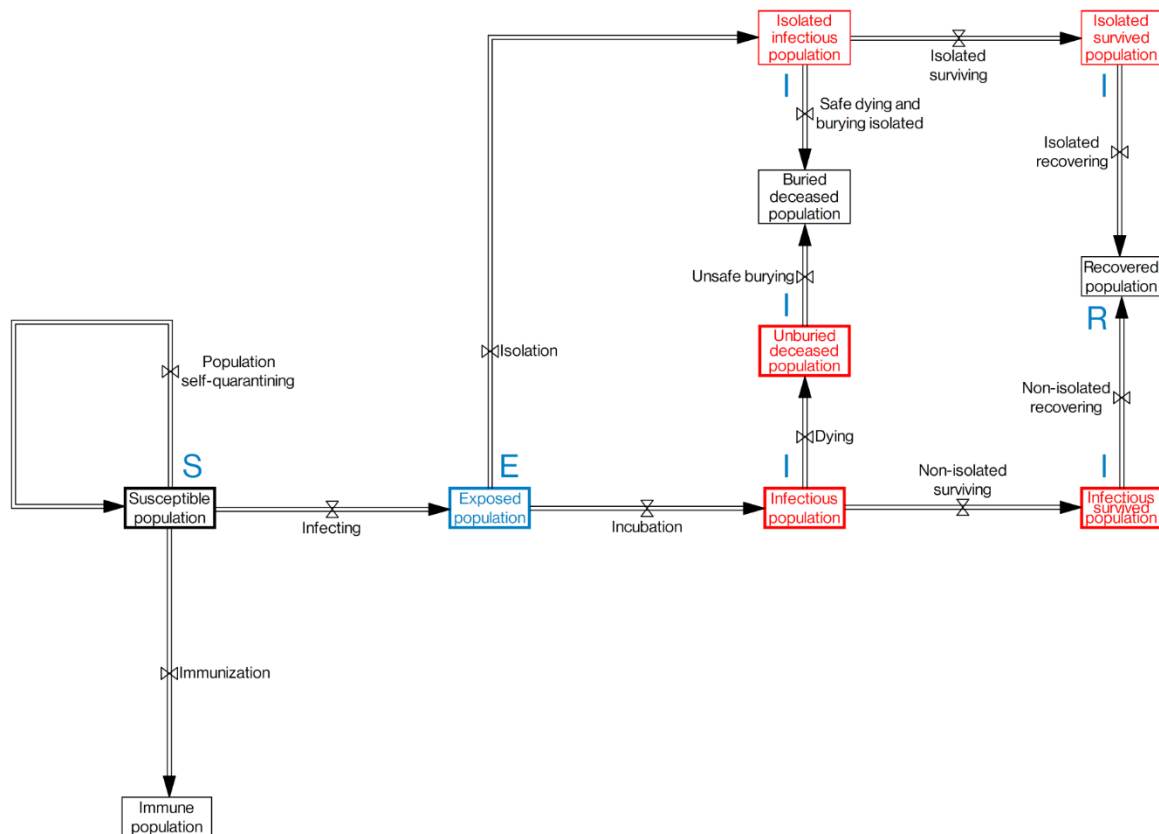 Isolated
infectious
population
Isolated
surviving
Isolated
survived
population
I
I
Safe dying and
burying isolated
Isolated
recovering
Buried
deceased
population
Unsafe burying
I
Recovered
population
R
Unburied
deceased
population
Isolation
Population
self-quarantining
Non-isolated
recovering
Dying
S
E
I
I
Non-isolated
surviving
Susceptible
population
Infecting
Exposed
population
Incubation
Infectious
population
Infectious
survived
population
Immunization
Immune
population